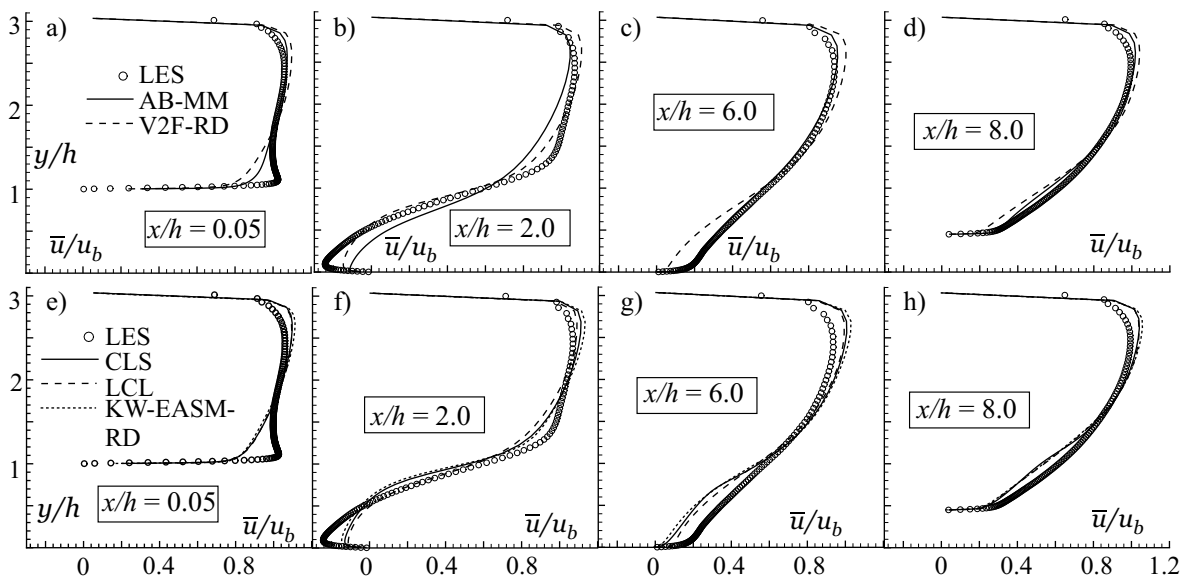 3
a)
b)
c)
d)
LES
AB-MM
V2F-RD
2
y/h
1
x/h = 0.05
x/h = 2.0
x/h = 6.0
x/h = 8.0
u̅/u_b
u̅/u_b
u̅/u_b
u̅/u_b
3
e)
f)
g)
h)
LES
CLS
LCL
KW-EASM-
RD
2
1
y/h
x/h = 0.05
x/h = 2.0
x/h = 6.0
x/h = 8.0
u̅/u_b
u̅/u_b
u̅/u_b
u̅/u_b
0 0.4 0.8 0 0.4 0.8 0 0.4 0.8 0 0.4 0.8 1.2